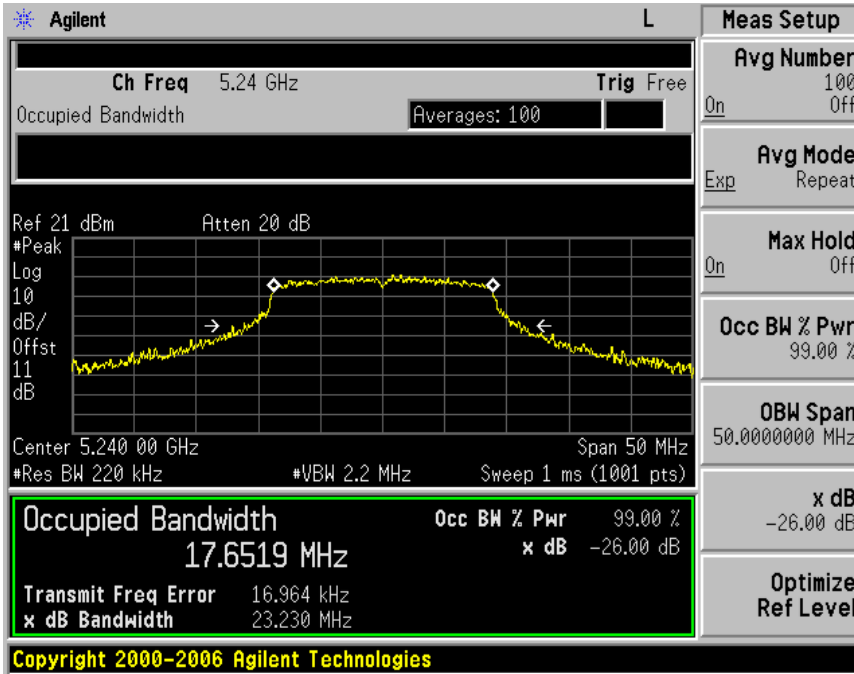 Agilent L Meas Setup
Ch Freq 5.24 GHz Trig Free
Occupied Bandwidth Averages: 100
Ref 21 dBm Atten 20 dB
#Peak
Log
10
dB/
Offst
11
dB
Center 5.240 00 GHz Span 50 MHz
#Res BW 220 kHz #VBW 2.2 MHz Sweep 1 ms (1001 pts)
Occupied Bandwidth Occ BW % Pwr 99.00 %
17.6519 MHz x dB -26.00 dB
Transmit Freq Error 16.964 kHz
x dB Bandwidth 23.230 MHz
Copyright 2000-2006 Agilent Technologies
Avg Number
100
On Off
Avg Mode
Exp Repeat
Max Hold
On Off
Occ BW % Pwr
99.00 %
OBW Span
50.0000000 MHz
x dB
-26.00 dB
Optimize
Ref Level